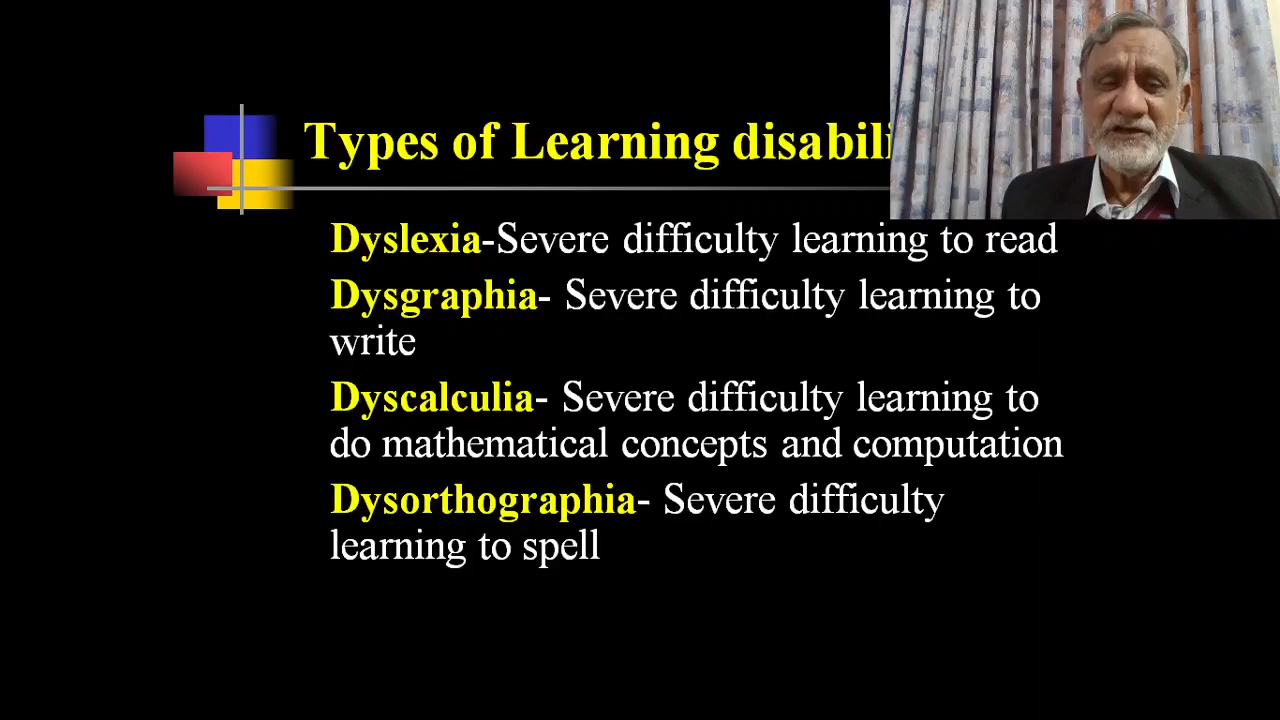 Types of Learning disabili
Dyslexia-Severe difficulty learning to read
Dysgraphia- Severe difficulty learning to
write
Dyscalculia- Severe difficulty learning to
do mathematical concepts and computation
Dysorthographia- Severe difficulty
learning to spell